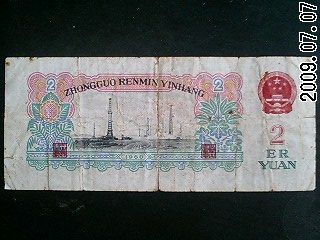 ZHONGGUO RENMIN YINHANG
2
2
1960
2
ER
YUAN
2009.07.07